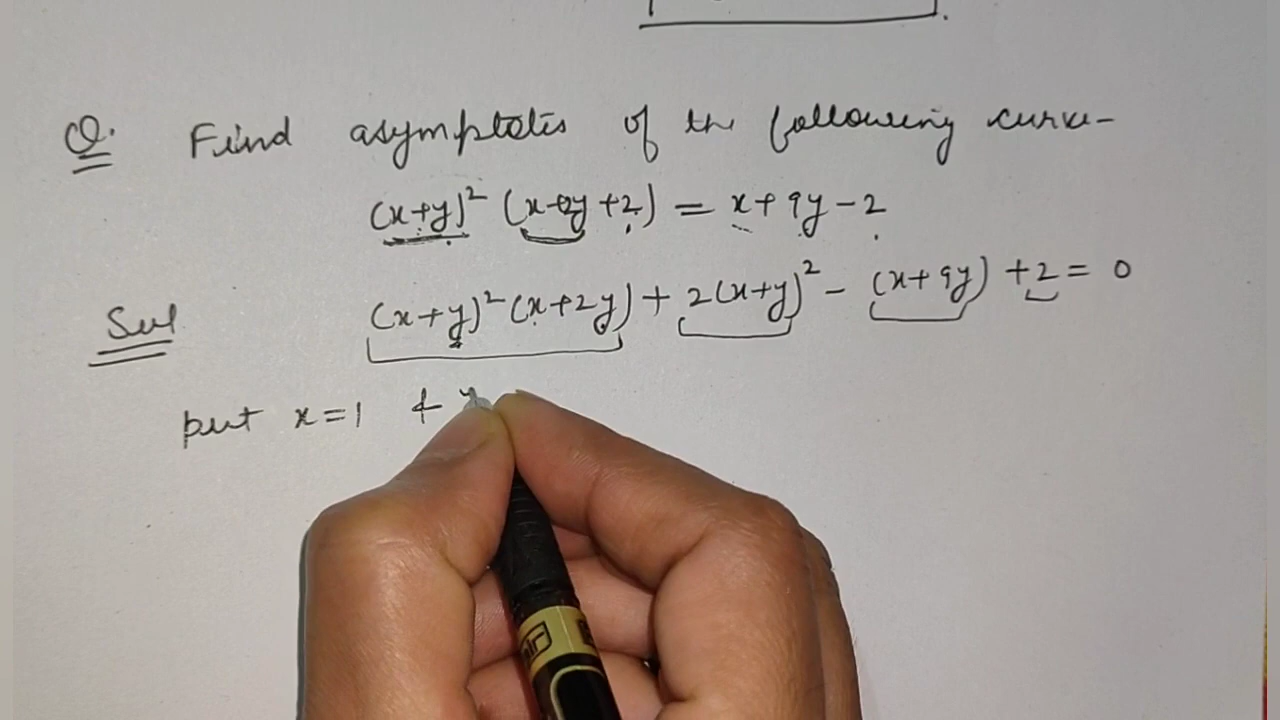 Q. Find asymptotes of the following curve-
(x+y)² (x+2y+2) = x+9y-2
Sol (x+y)² (x+2y) + 2(x+y)² - (x+9y) + 2 = 0
put x=1 &